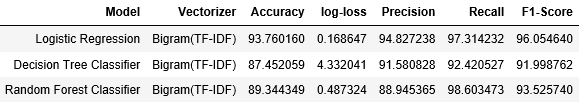 Model Vectorizer Accuracy log-loss Precision Recall F1-Score
Logistic Regression Bigram(TF-IDF) 93.760160 0.168647 94.827238 97.314232 96.054640
Decision Tree Classifier Bigram(TF-IDF) 87.452059 4.332041 91.580828 92.420527 91.998762
Random Forest Classifier Bigram(TF-IDF) 89.344349 0.487324 88.945365 98.603473 93.525740